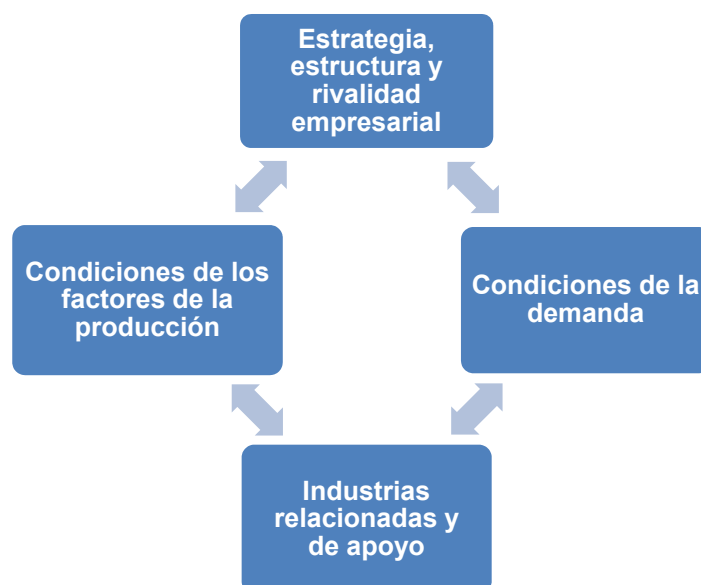 Estrategia,
estructura y
rivalidad
empresarial
Condiciones de los
factores de la
producción
Condiciones de la
demanda
Industrias
relacionadas y
de apoyo